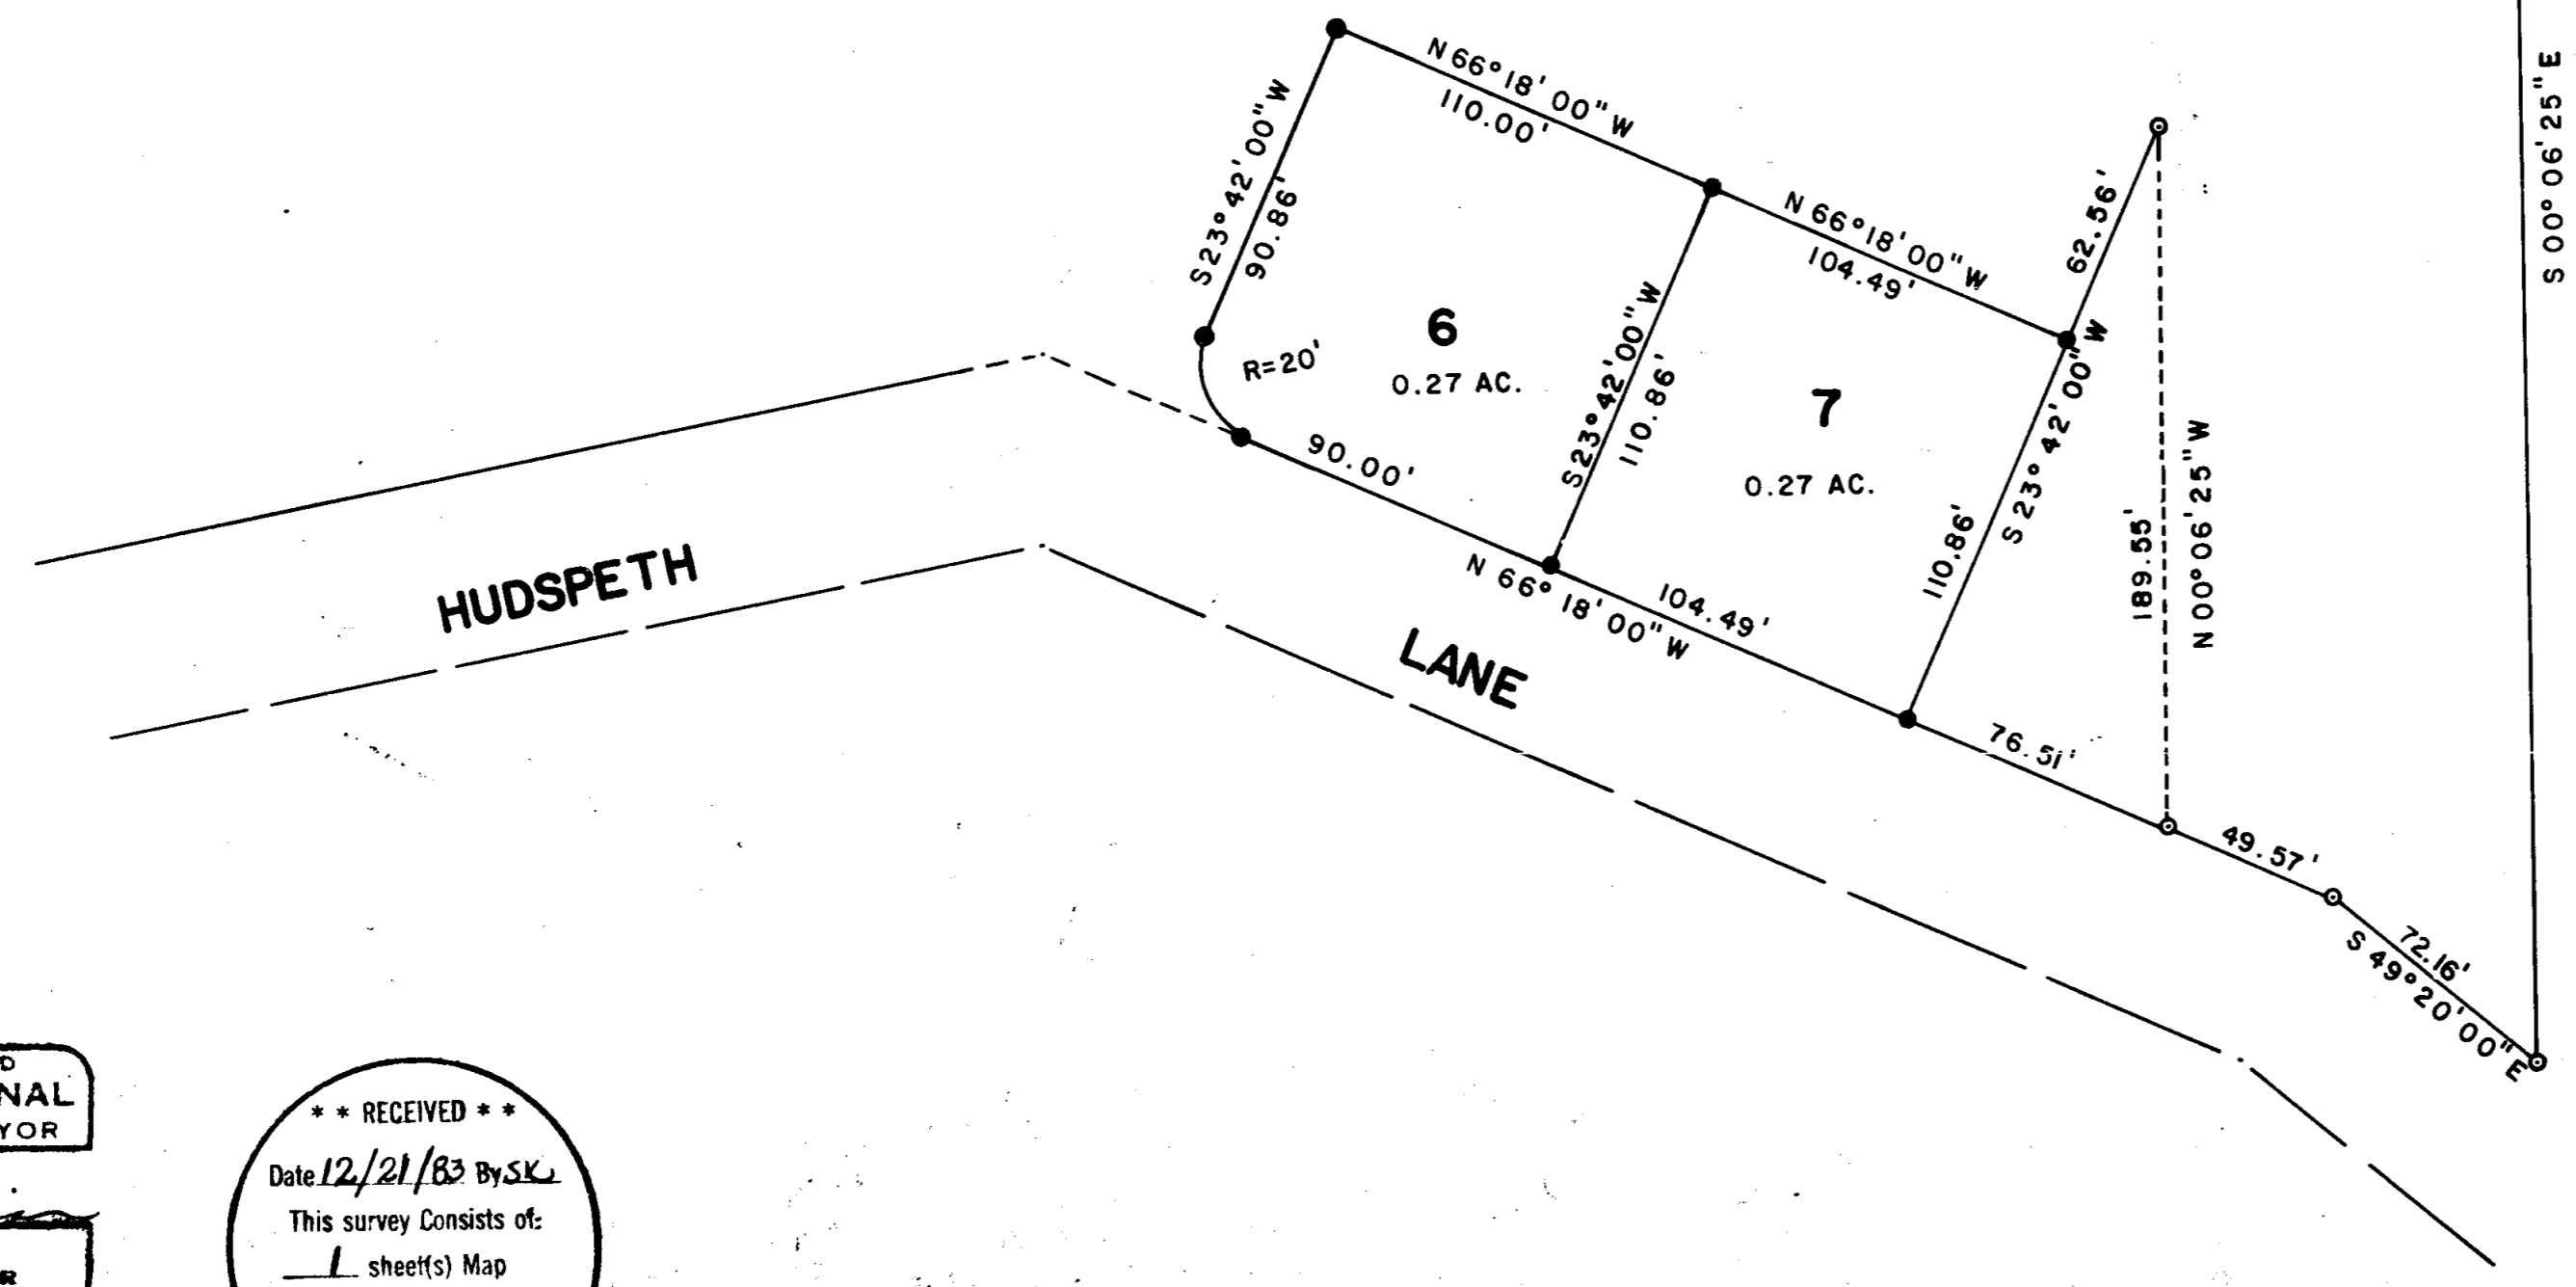 N 66° 18' 00" W
110.00'
S 23° 42' 00" W
90.86'
N 66° 18' 00" W
104.49'
62.56'
S 00° 06' 25" E
6
R=20'
0.27 AC.
S 23° 42' 00" W
110.86'
7
0.27 AC.
S 23° 42' 00" W
110.86'
189.55'
N 00° 06' 25" W
90.00'
N 66° 18' 00" W
104.49'
76.51'
49.57'
72.16'
S 49° 20' 00" E
HUDSPETH
LANE
D
NAL
YOR
R
* * RECEIVED * *
Date 12/21/83 By SK
This survey Consists of:
1 sheet(s) Map